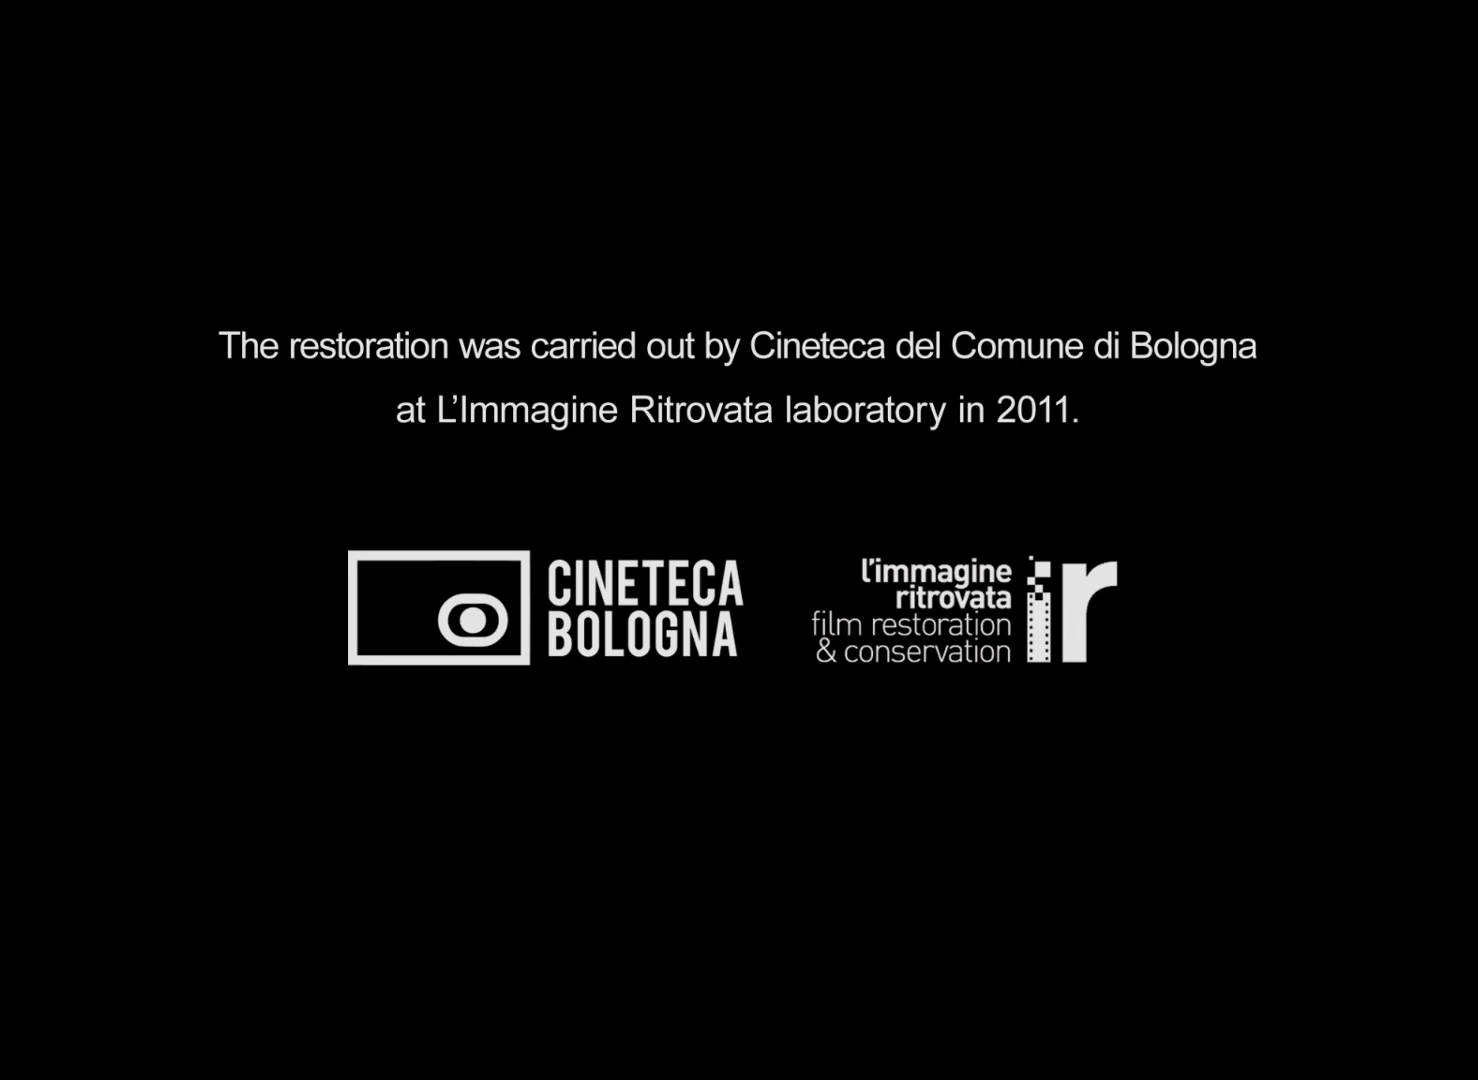 The restoration was carried out by Cineteca del Comune di Bologna
at L’Immagine Ritrovata laboratory in 2011.
CINETECA
BOLOGNA
l’immagine
ritrovata
film restoration
& conservation
ir